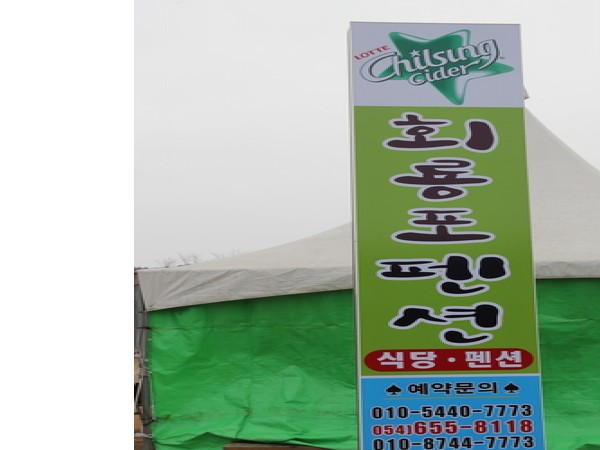 LOTTE
Chilsung
Cider
회룡포
펜션
식당·펜션
♠예약문의♠
010-5440-7773
054)655-8118
010-8744-7773